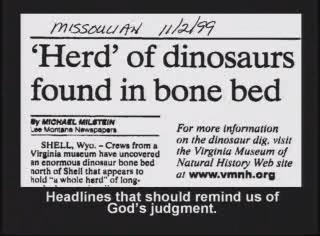 MISSOULIAN 11/2/99
'Herd' of dinosaurs
found in bone bed
By MICHAEL MILSTEIN
Lee Montana Newspapers
SHELL, Wyo. – Crews from a
Virginia museum have uncovered
an enormous dinosaur bone bed
north of Shell that appears to
hold "a whole herd" of long-
For more information
on the dinosaur dig, visit
the Virginia Museum of
Natural History Web site
at www.vmnh.org
Headlines that should remind us of
God's judgment.